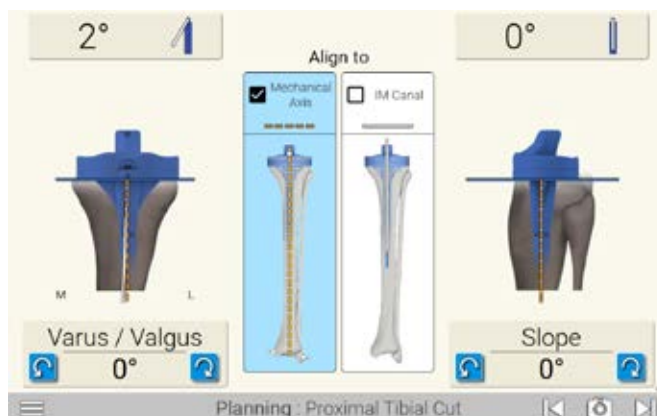 2°
0°
Align to
Mechanical
Axis
IM Canal
M
L
Varus / Valgus
0°
Slope
0°
Planning : Proximal Tibial Cut